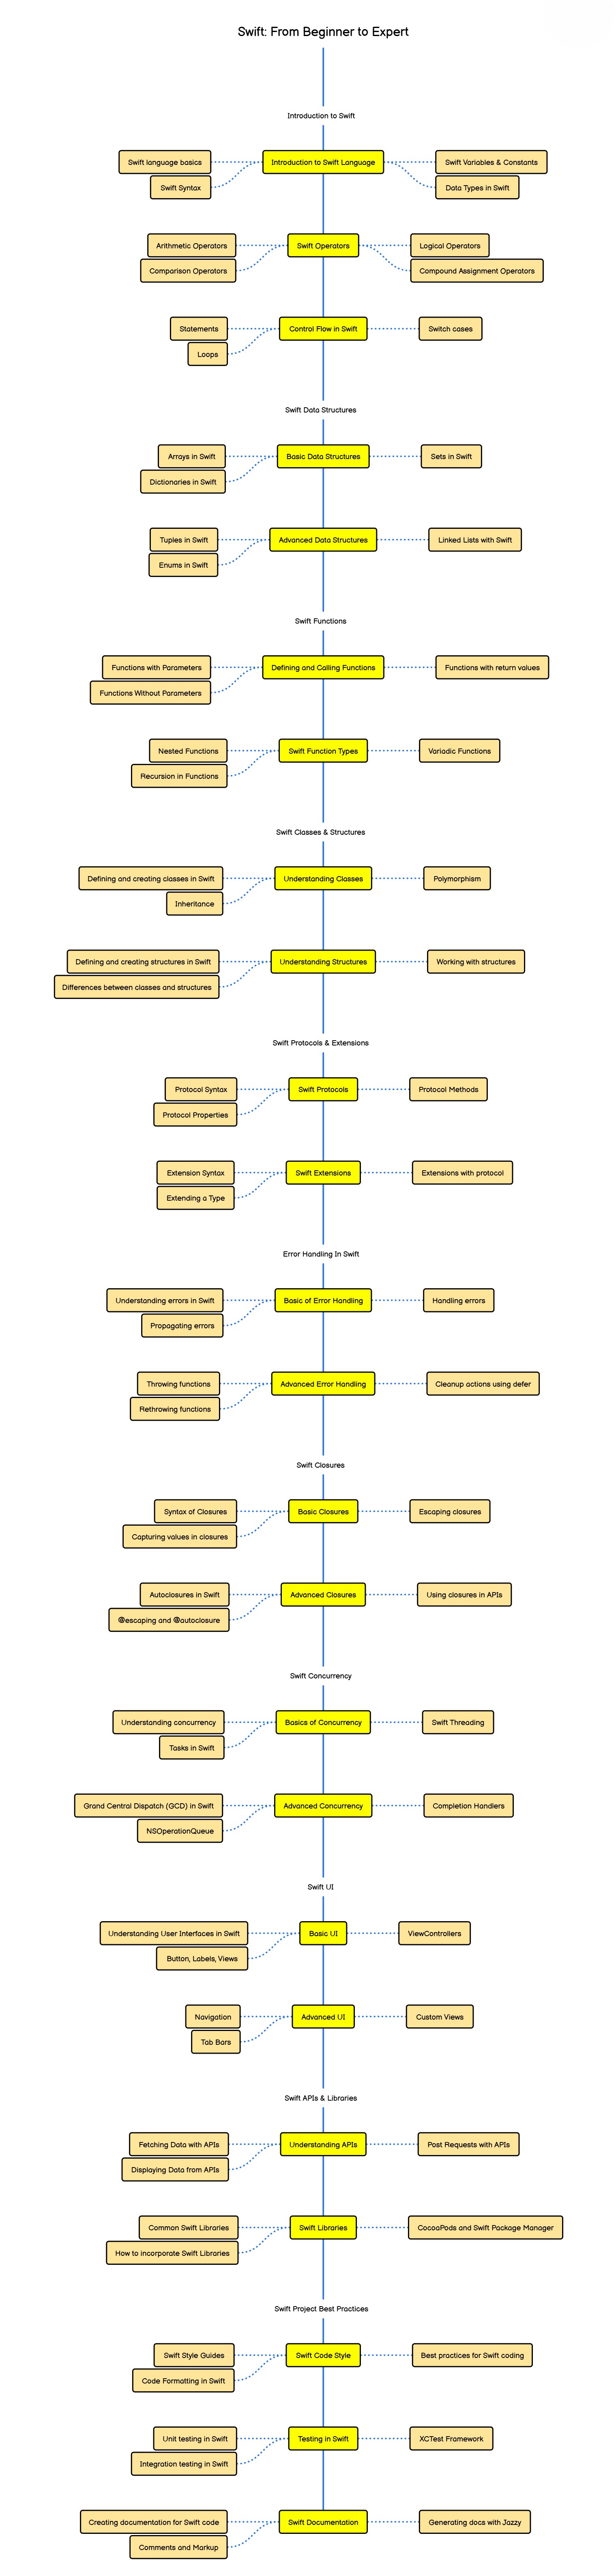 Swift: From Beginner to Expert
Introduction to Swift
Swift language basics
Introduction to Swift Language
Swift Variables & Constants
Swift Syntax
Data Types in Swift
Arithmetic Operators
Swift Operators
Logical Operators
Comparison Operators
Compound Assignment Operators
Statements
Control Flow in Swift
Switch cases
Loops
Swift Data Structures
Arrays in Swift
Basic Data Structures
Sets in Swift
Dictionaries in Swift
Tuples in Swift
Advanced Data Structures
Linked Lists with Swift
Enums in Swift
Swift Functions
Functions with Parameters
Defining and Calling Functions
Functions with return values
Functions Without Parameters
Nested Functions
Swift Function Types
Variadic Functions
Recursion in Functions
Swift Classes & Structures
Defining and creating classes in Swift
Understanding Classes
Polymorphism
Inheritance
Defining and creating structures in Swift
Understanding Structures
Working with structures
Differences between classes and structures
Swift Protocols & Extensions
Protocol Syntax
Swift Protocols
Protocol Methods
Protocol Properties
Extension Syntax
Swift Extensions
Extensions with protocol
Extending a Type
Error Handling In Swift
Understanding errors in Swift
Basic of Error Handling
Handling errors
Propagating errors
Throwing functions
Advanced Error Handling
Cleanup actions using defer
Rethrowing functions
Swift Closures
Syntax of Closures
Basic Closures
Escaping closures
Capturing values in closures
Autoclosures in Swift
Advanced Closures
Using closures in APIs
@escaping and @autoclosure
Swift Concurrency
Understanding concurrency
Basics of Concurrency
Swift Threading
Tasks in Swift
Grand Central Dispatch (GCD) in Swift
Advanced Concurrency
Completion Handlers
NSOperationQueue
Swift UI
Understanding User Interfaces in Swift
Basic UI
ViewControllers
Button, Labels, Views
Navigation
Advanced UI
Custom Views
Tab Bars
Swift APIs & Libraries
Fetching Data with APIs
Understanding APIs
Post Requests with APIs
Displaying Data from APIs
Common Swift Libraries
Swift Libraries
CocoaPods and Swift Package Manager
How to incorporate Swift Libraries
Swift Project Best Practices
Swift Style Guides
Swift Code Style
Best practices for Swift coding
Code Formatting in Swift
Unit testing in Swift
Testing in Swift
XCTest Framework
Integration testing in Swift
Creating documentation for Swift code
Swift Documentation
Generating docs with Jazzy
Comments and Markup